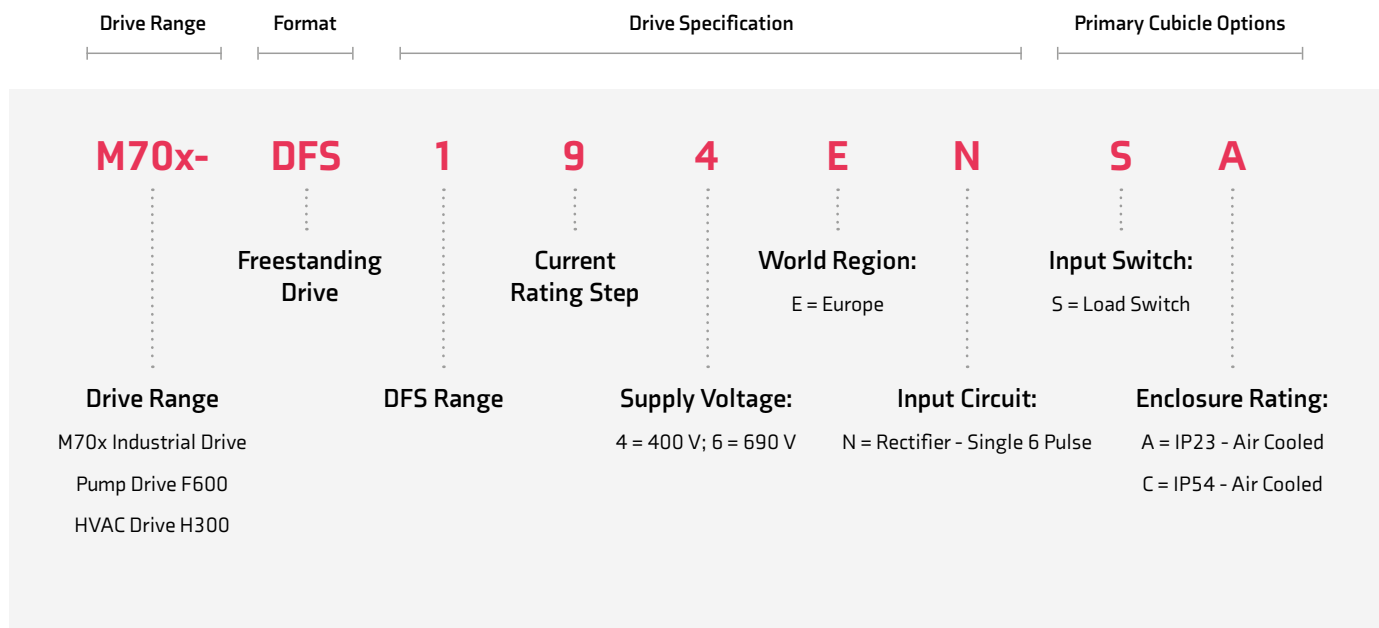 Drive Range Format Drive Specification Primary Cubicle Options
M70x- DFS 1 9 4 E N S A
Freestanding
Drive
Current
Rating Step
World Region:
E = Europe
Input Switch:
S = Load Switch
Drive Range
M70x Industrial Drive
Pump Drive F600
HVAC Drive H300
DFS Range
Supply Voltage:
4 = 400 V; 6 = 690 V
Input Circuit:
N = Rectifier - Single 6 Pulse
Enclosure Rating:
A = IP23 - Air Cooled
C = IP54 - Air Cooled